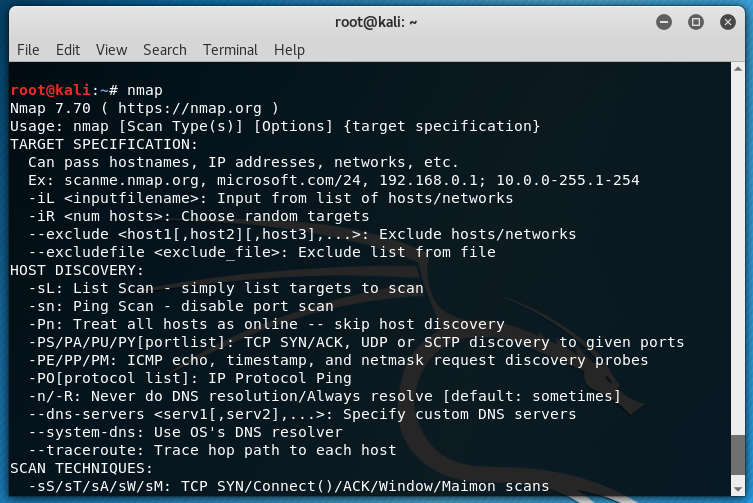 root@kali: ~
File Edit View Search Terminal Help
root@kali:~# nmap
Nmap 7.70 ( https://nmap.org )
Usage: nmap [Scan Type(s)] [Options] {target specification}
TARGET SPECIFICATION:
  Can pass hostnames, IP addresses, networks, etc.
  Ex: scanme.nmap.org, microsoft.com/24, 192.168.0.1; 10.0.0-255.1-254
  -iL <inputfilename>: Input from list of hosts/networks
  -iR <num hosts>: Choose random targets
  --exclude <host1[,host2][,host3],...>: Exclude hosts/networks
  --excludefile <exclude_file>: Exclude list from file
HOST DISCOVERY:
  -sL: List Scan - simply list targets to scan
  -sn: Ping Scan - disable port scan
  -Pn: Treat all hosts as online -- skip host discovery
  -PS/PA/PU/PY[portlist]: TCP SYN/ACK, UDP or SCTP discovery to given ports
  -PE/PP/PM: ICMP echo, timestamp, and netmask request discovery probes
  -PO[protocol list]: IP Protocol Ping
  -n/-R: Never do DNS resolution/Always resolve [default: sometimes]
  --dns-servers <serv1[,serv2],...>: Specify custom DNS servers
  --system-dns: Use OS's DNS resolver
  --traceroute: Trace hop path to each host
SCAN TECHNIQUES:
  -sS/sT/sA/sW/sM: TCP SYN/Connect()/ACK/Window/Maimon scans